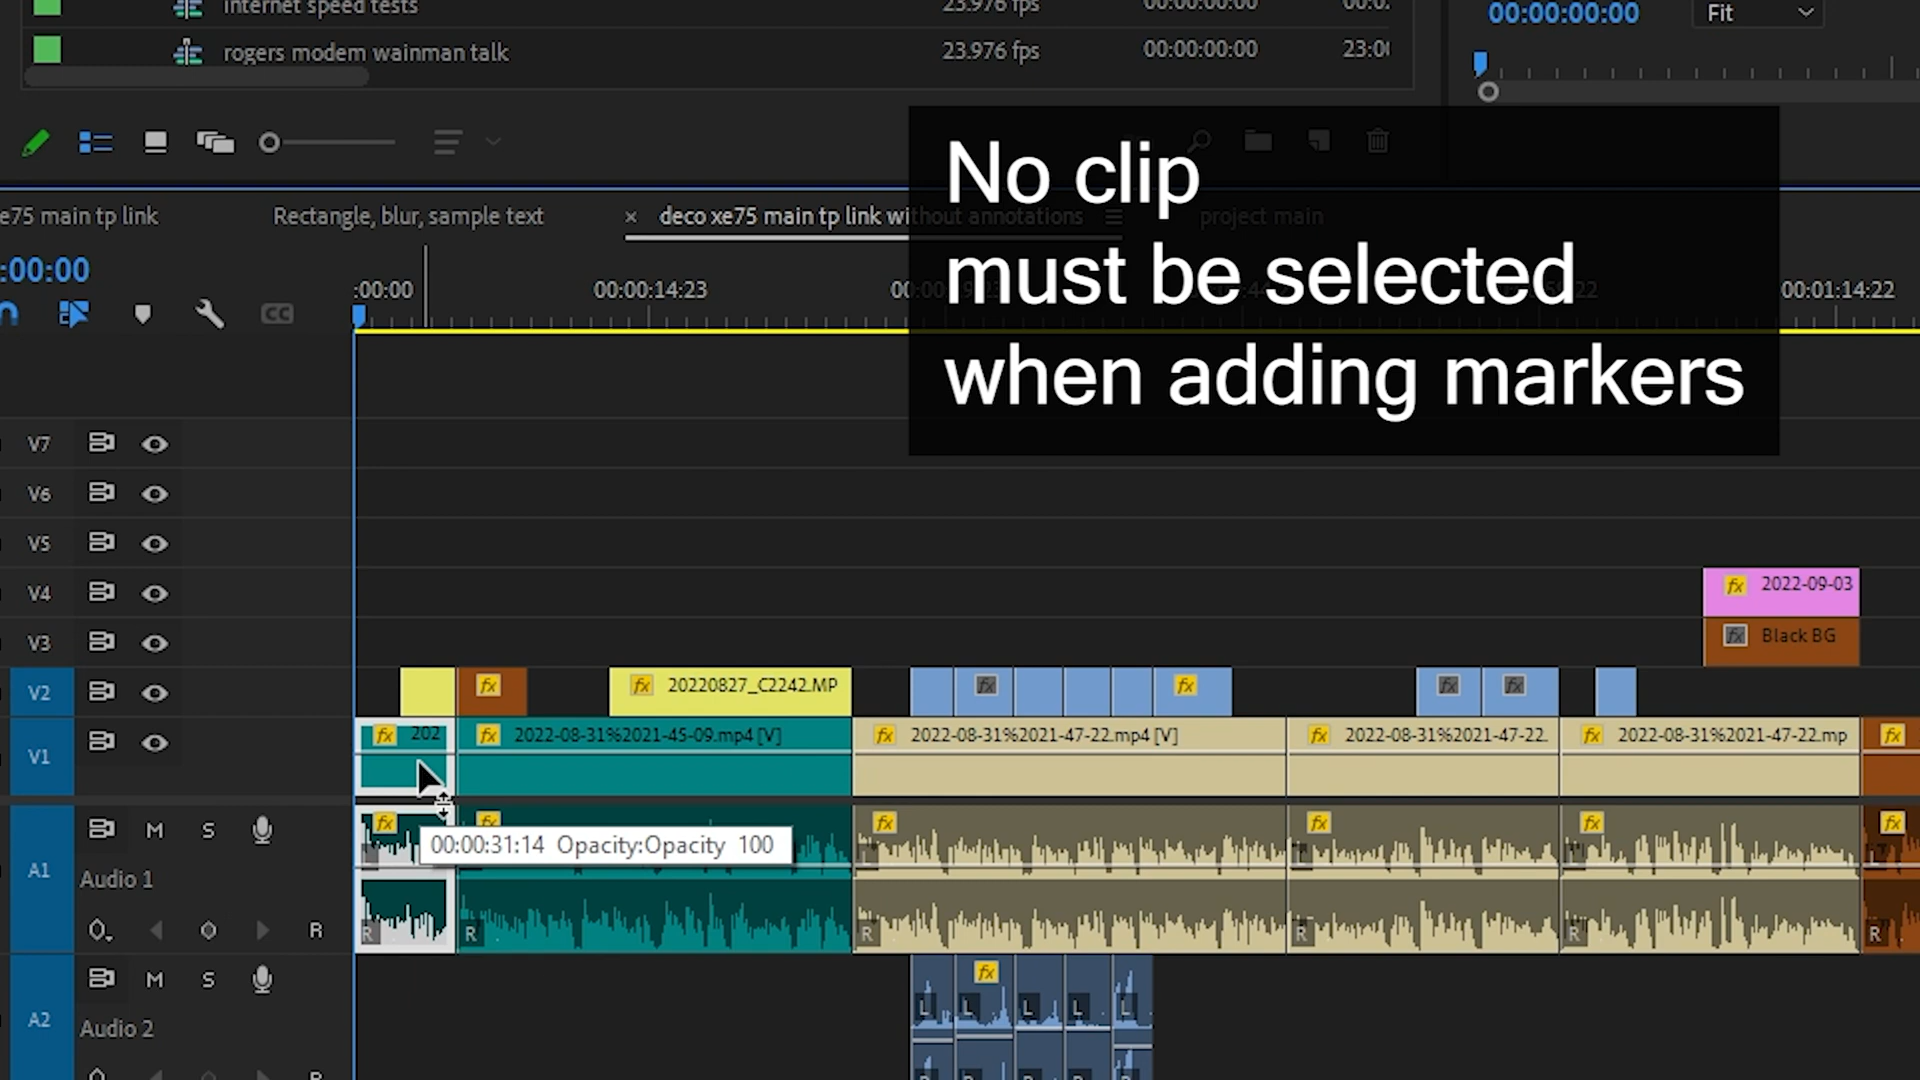 internet speed tests 23.976 fps 00:00:00:00
00:00:00:00 Fit
rogers modem wainman talk 23.976 fps 00:00:00:00 23:0
No clip
must be selected
when adding markers
e75 main tp link Rectangle, blur, sample text × deco xe75 main tp link without annotations project main
:00:00
:00:00 00:00:14:23 00:01:14:22
CC
V7
V6
V5
V4 fx 2022-09-03
V3 fx Black BG
V2 fx fx 20220827_C2242.MP fx fx fx fx
V1 fx 202 fx 2022-08-31%2021-45-09.mp4 [V] fx 2022-08-31%2021-47-22.mp4 [V] fx 2022-08-31%2021-47-22. fx 2022-08-31%2021-47-22.mp fx
A1 M S fx fx fx fx fx fx
00:00:31:14 Opacity:Opacity 100
Audio 1
R R R R R R R
A2 M S fx
L L L L L
Audio 2